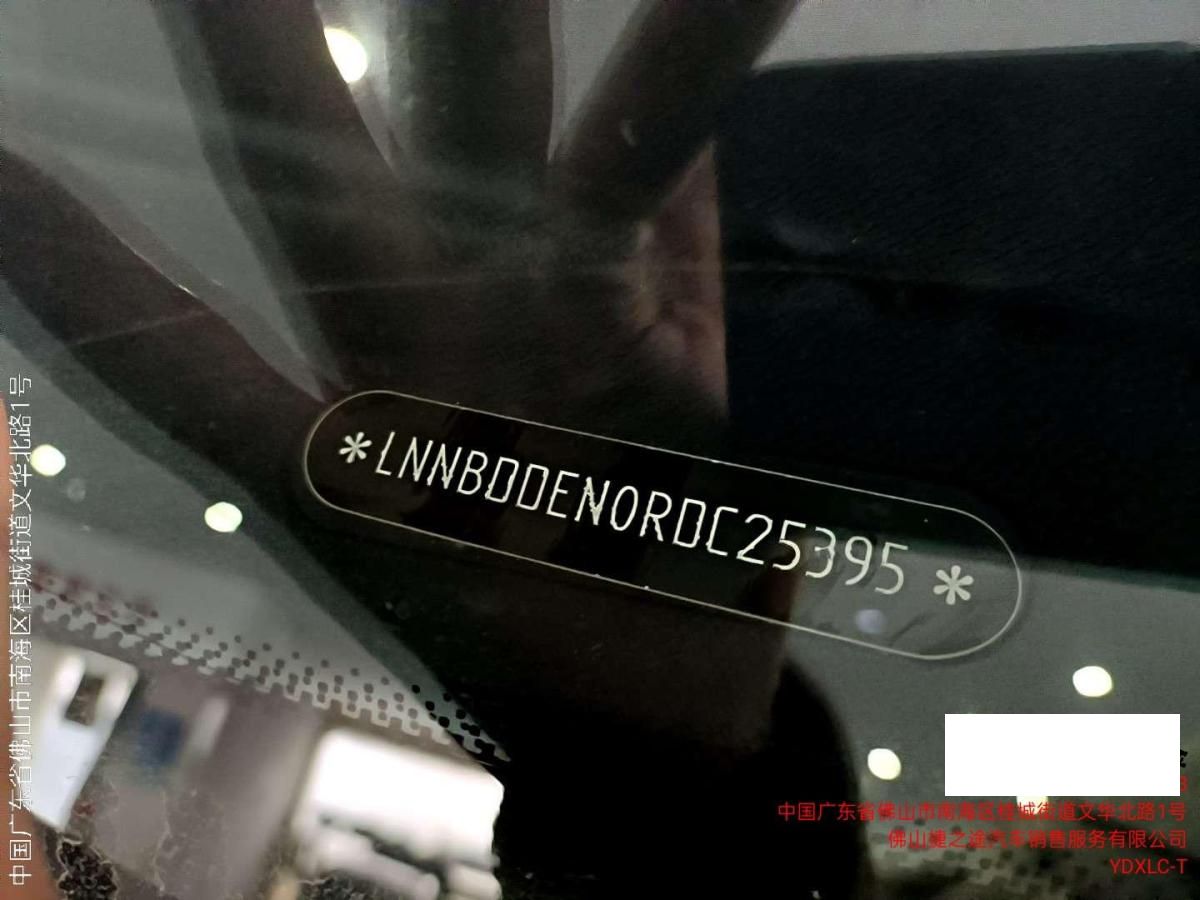 *LNNBDDEN0RDC25395*
中国广东省佛山市南海区桂城街道文华北路1号
中国广东省佛山市南海区桂城街道文华北路1号
佛山婕之途汽车销售服务有限公司
YDXLC-T